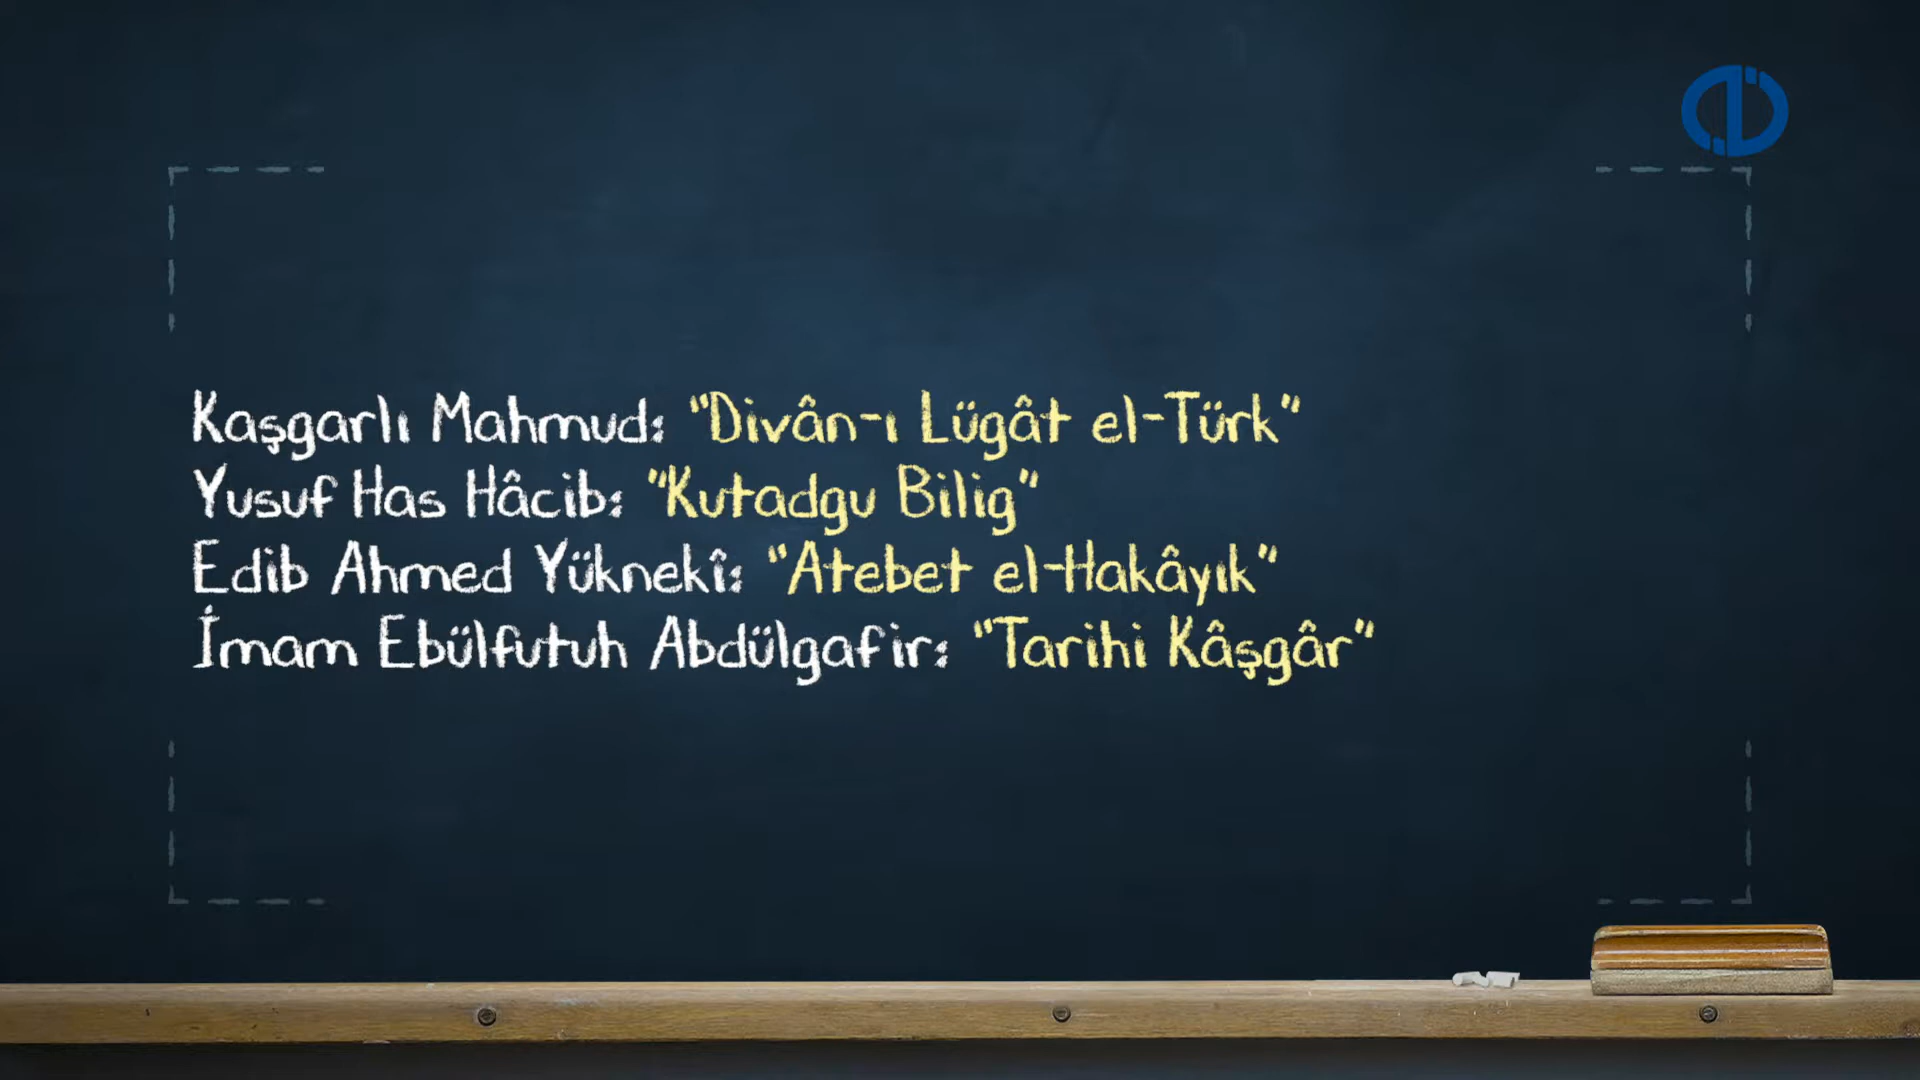 Kaşgarlı Mahmud: "Divân-ı Lügât el-Türk"
Yusuf Has Hâcib: "Kutadgu Bilig"
Edib Ahmed Yüknekî: "Atebet el-Hakâyık"
İmam Ebülfutuh Abdülgafir: "Tarihi Kâşgâr"